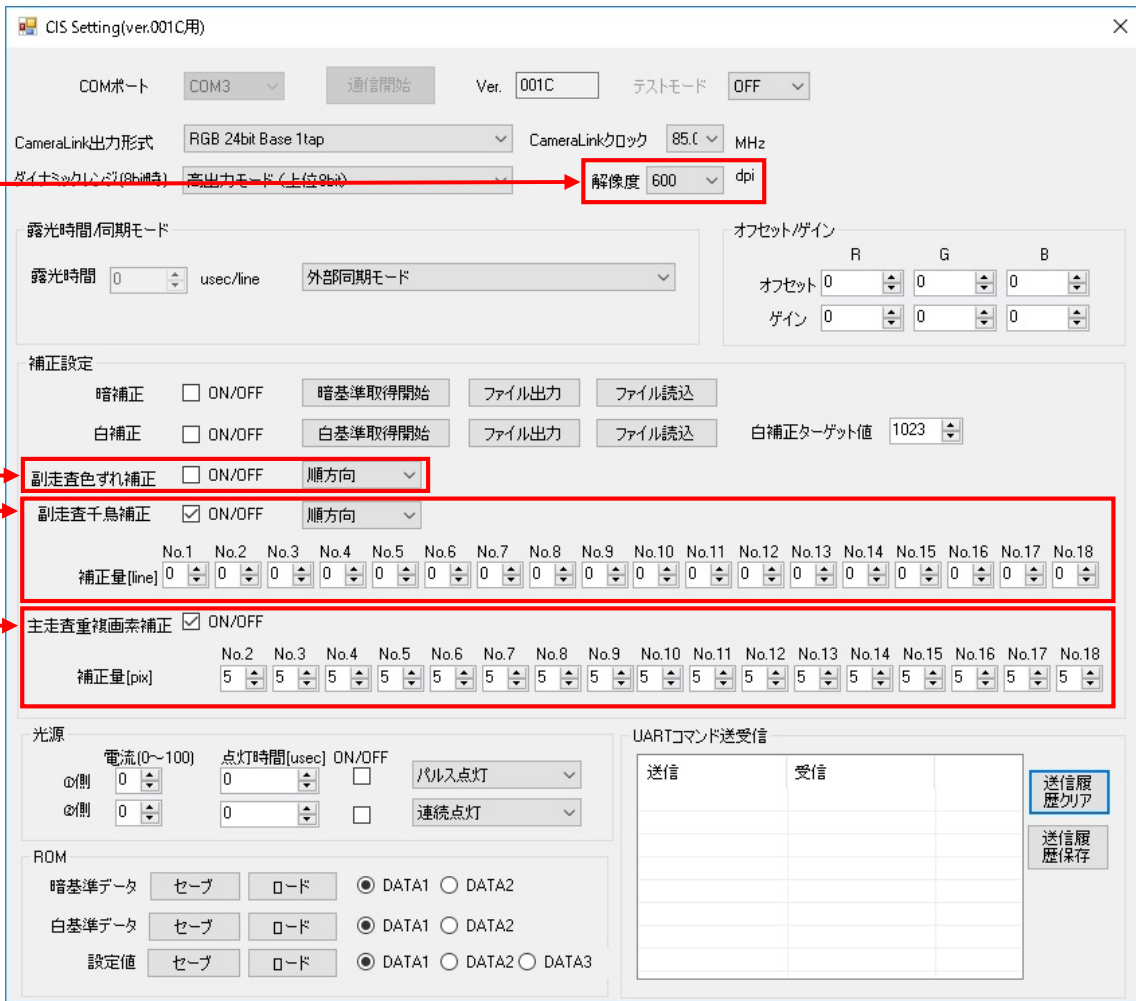 CIS Setting(ver.001C用)
COMポート COM3 通信開始 Ver. 001C テストモード OFF
CameraLink出力形式 RGB 24bit Base 1tap CameraLinkクロック 85.0 MHz
ダイナミックレンジ(8bit時) 高出力モード(上位8bit) 解像度 600 dpi
露光時間/同期モード オフセット/ゲイン
R G B
露光時間 0 usec/line 外部同期モード オフセット 0 0 0
ゲイン 0 0 0
補正設定
暗補正 ON/OFF 暗基準取得開始 ファイル出力 ファイル読込
白補正 ON/OFF 白基準取得開始 ファイル出力 ファイル読込 白補正ターゲット値 1023
副走査色ずれ補正 ON/OFF 順方向
副走査千鳥補正 ON/OFF 順方向
No.1 No.2 No.3 No.4 No.5 No.6 No.7 No.8 No.9 No.10 No.11 No.12 No.13 No.14 No.15 No.16 No.17 No.18
補正量[line] 0 0 0 0 0 0 0 0 0 0 0 0 0 0 0 0 0 0
主走査重複画素補正 ON/OFF
No.2 No.3 No.4 No.5 No.6 No.7 No.8 No.9 No.10 No.11 No.12 No.13 No.14 No.15 No.16 No.17 No.18
補正量[pix] 5 5 5 5 5 5 5 5 5 5 5 5 5 5 5 5 5
光源
電流(0～100) 点灯時間[usec] ON/OFF
①側 0 0 パルス点灯
②側 0 0 連続点灯
UARTコマンド送受信
送信 受信
送信履
歴クリア
送信履
歴保存
ROM
暗基準データ セーブ ロード DATA1 DATA2
白基準データ セーブ ロード DATA1 DATA2
設定値 セーブ ロード DATA1 DATA2 DATA3